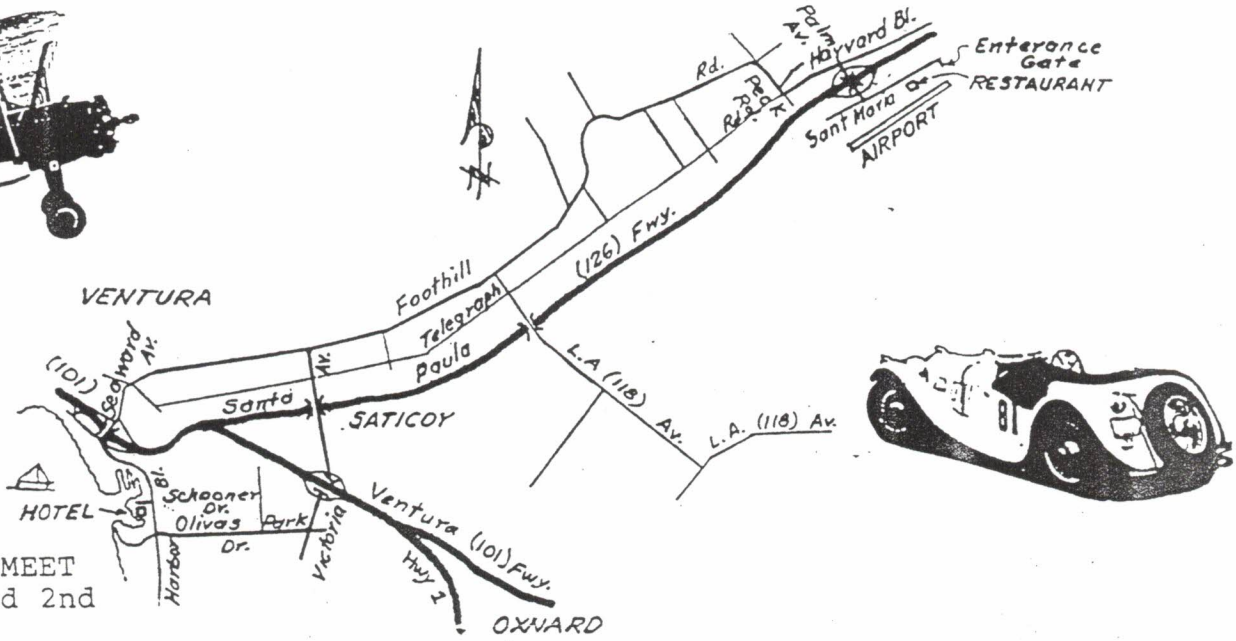 Palm Av.
Harvard Bl.
Enterance
Gate
RESTAURANT
Rd.
Peck
Rd.
Sant Maria
AIRPORT
(126) Fwy.
VENTURA
Foothill
Telegraph
Sealward Av.
(101)
Av.
Santa Paula
SATICOY
L.A (118) Av.
L.A. (118) Av.
81
HOTEL
Bl.
Schooner
Dr.
Olivas Park
Dr.
Harbor
Victoria
Ventura (101) Fwy.
Hwy 1
OXNARD
MEET
d 2nd